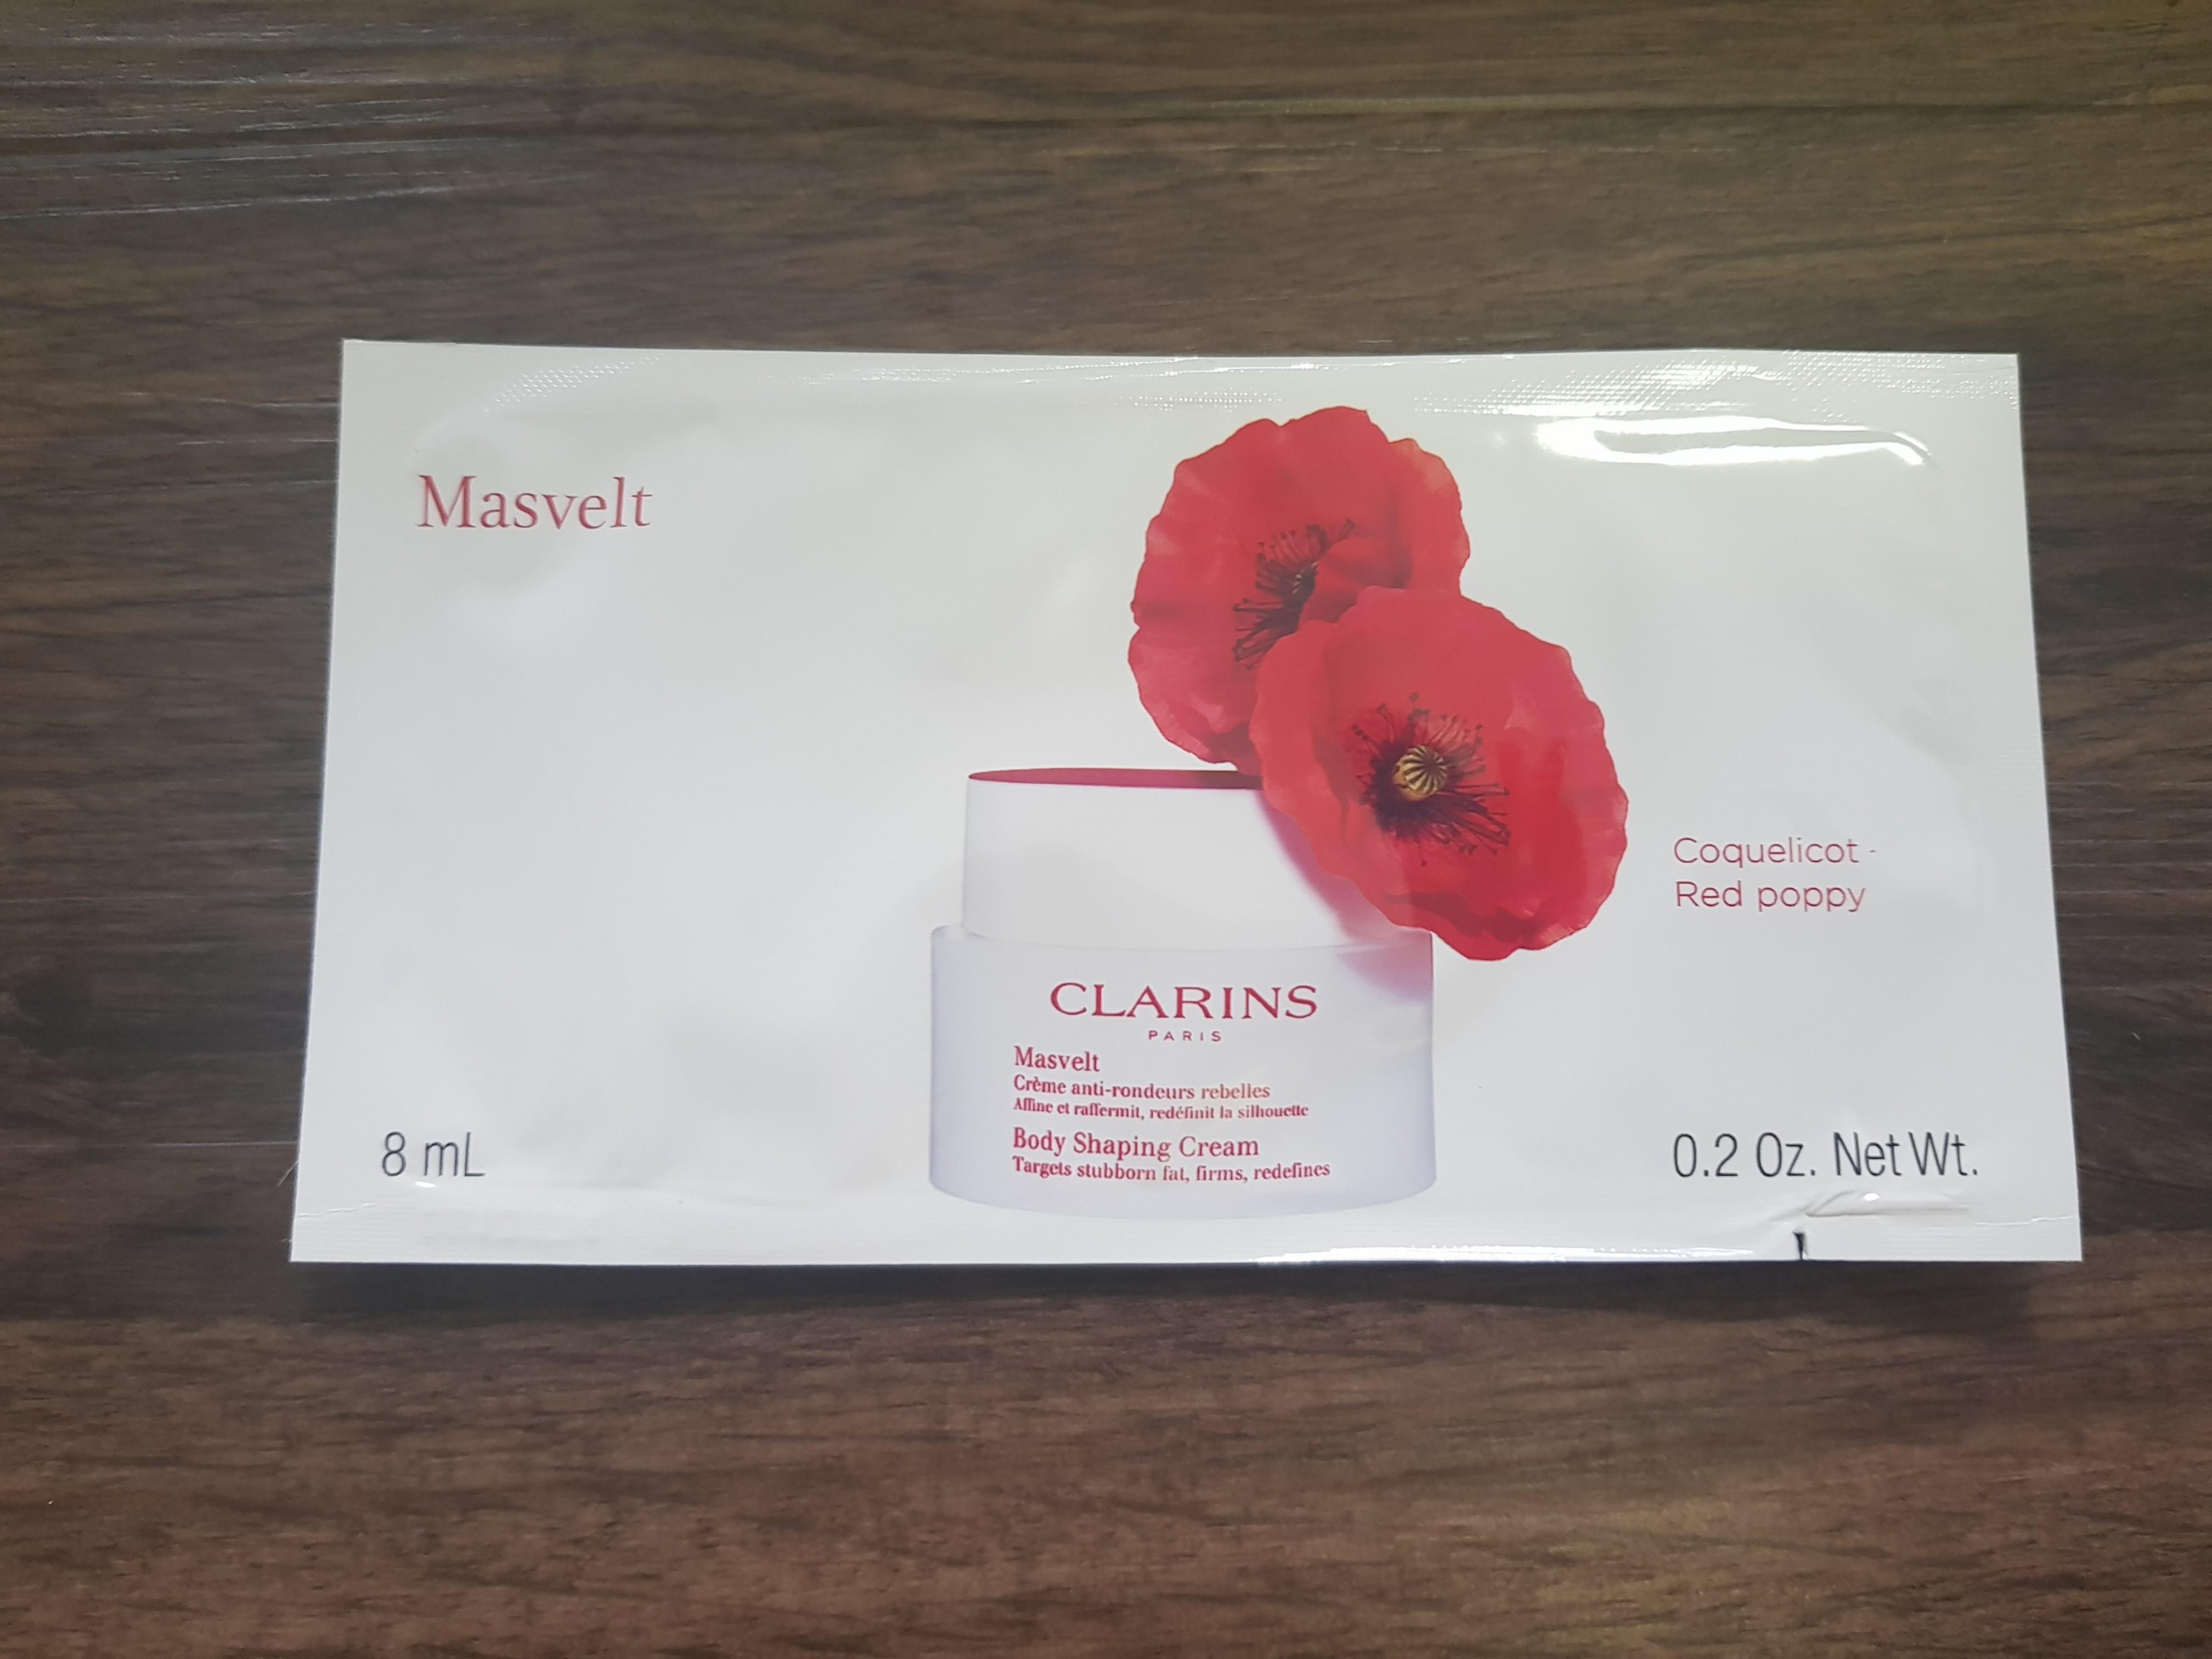 Masvelt
Coquelicot -
Red poppy
CLARINS
PARIS
Masvelt
Crème anti-rondeurs rebelles
Affine et raffermit, redéfinit la silhouette
Body Shaping Cream
Targets stubborn fat, firms, redefines
8 mL
0.2 Oz. Net Wt.